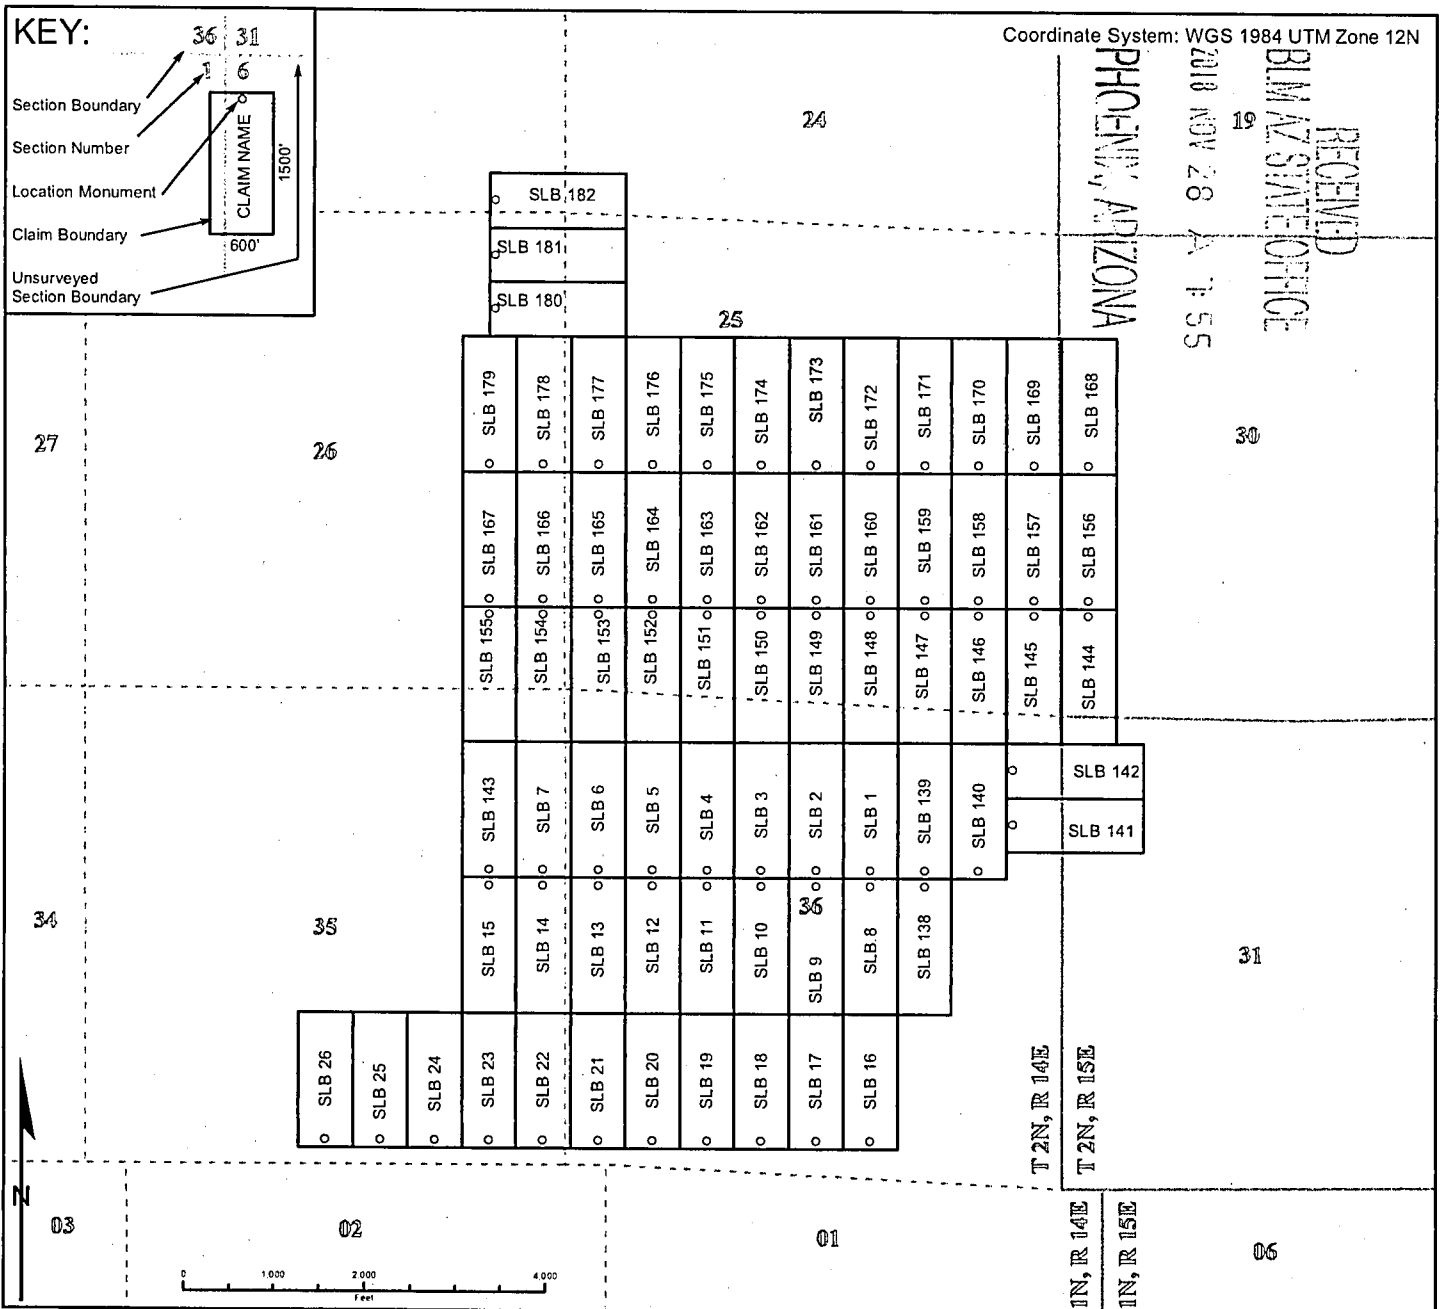 KEY:
36 31
1 6
Section Boundary
Section Number
Location Monument
Claim Boundary
Unsurveyed
Section Boundary
CLAIM NAME
1500'
600'
Coordinate System: WGS 1984 UTM Zone 12N
RECEIVED
BLM AZ STATE OFFICE
2018 NOV 28 A 7:55
PHOENIX, ARIZONA
24
19
SLB 182
SLB 181
SLB 180
25
SLB 179
SLB 178
SLB 177
SLB 176
SLB 175
SLB 174
SLB 173
SLB 172
SLB 171
SLB 170
SLB 169
SLB 168
27
26
30
SLB 167
SLB 166
SLB 165
SLB 164
SLB 163
SLB 162
SLB 161
SLB 160
SLB 159
SLB 158
SLB 157
SLB 156
SLB 155
SLB 154
SLB 153
SLB 152
SLB 151
SLB 150
SLB 149
SLB 148
SLB 147
SLB 146
SLB 145
SLB 144
SLB 143
SLB 7
SLB 6
SLB 5
SLB 4
SLB 3
SLB 2
SLB 1
SLB 139
SLB 140
SLB 142
SLB 141
34
35
36
31
SLB 15
SLB 14
SLB 13
SLB 12
SLB 11
SLB 10
SLB 9
SLB 8
SLB 138
SLB 26
SLB 25
SLB 24
SLB 23
SLB 22
SLB 21
SLB 20
SLB 19
SLB 18
SLB 17
SLB 16
T 2N, R 14E
T 2N, R 15E
N
03
02
01
06
1N, R 14E
1N, R 15E
0 1,000 2,000 4,000
Feet